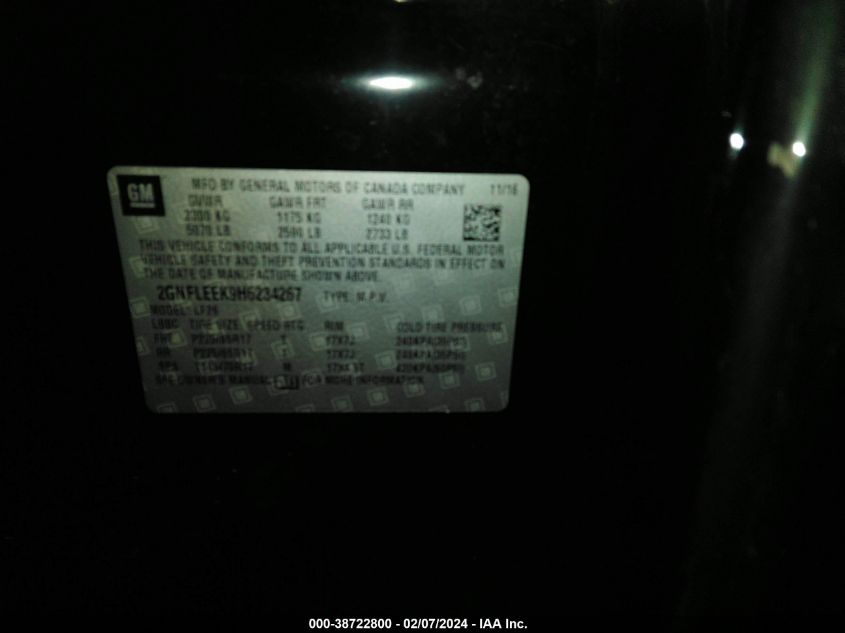 GM
MFD BY GENERAL MOTORS OF CANADA COMPANY 11/16
GVWR GAWR FRT GAWR RR
2300 KG 1175 KG 1240 KG
5070 LB 2590 LB 2733 LB
THIS VEHICLE CONFORMS TO ALL APPLICABLE U.S. FEDERAL MOTOR
VEHICLE SAFETY AND THEFT PREVENTION STANDARDS IN EFFECT ON
THE DATE OF MANUFACTURE SHOWN ABOVE.
2GNFLEEK9H6234267 TYPE: M.P.V.
MODEL: LF26
TIRE SIZE SPEED RTG RIM COLD TIRE PRESSURE
FRT P225/65R17 17X7J 240KPA(35PSI)
RR P225/65R17 17X7J 240KPA(35PSI)
SPA M 420KPA(60PSI)
SEE OWNER'S MANUAL FOR MORE INFORMATION.
000-38722800 - 02/07/2024 - IAA Inc.